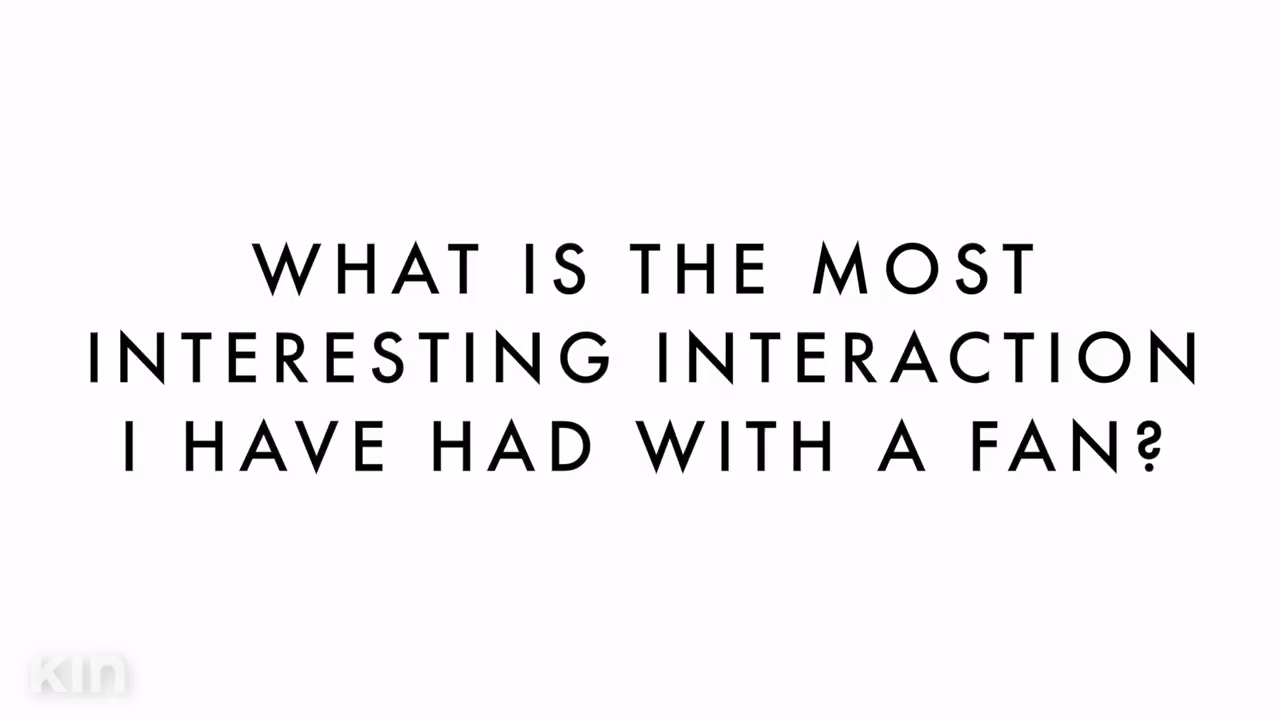 WHAT IS THE MOST
INTERESTING INTERACTION
I HAVE HAD WITH A FAN?
kin